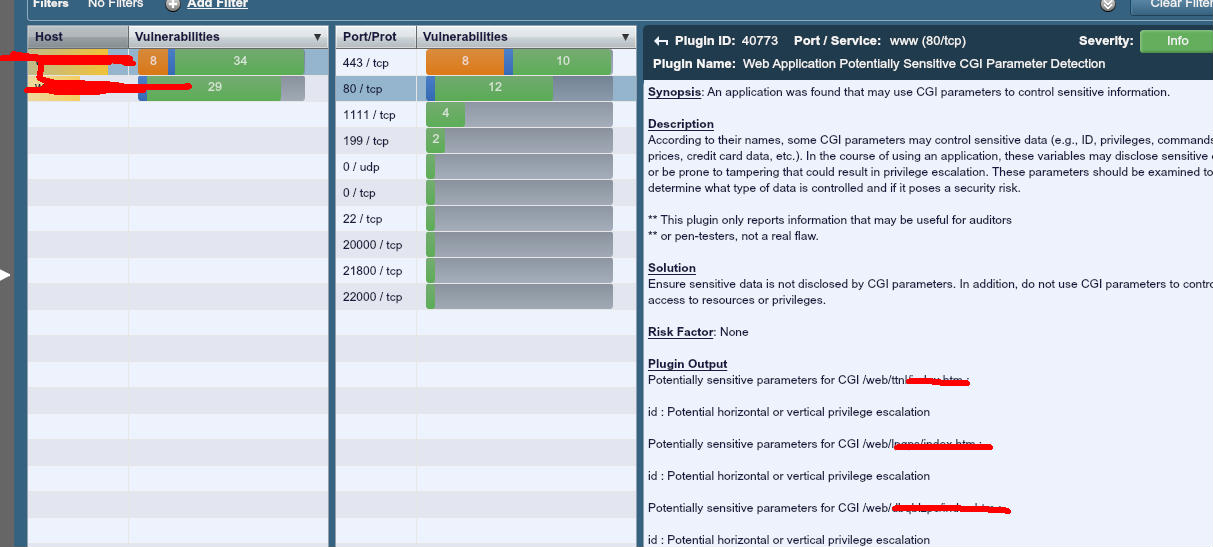 Filters No Filters Add Filter Clear Filter
Host Vulnerabilities
8 34
29
Port/Prot Vulnerabilities
443 / tcp 8 10
80 / tcp 12
1111 / tcp 4
199 / tcp 2
0 / udp
0 / tcp
22 / tcp
20000 / tcp
21800 / tcp
22000 / tcp
Plugin ID: 40773 Port / Service: www (80/tcp) Severity: Info
Plugin Name: Web Application Potentially Sensitive CGI Parameter Detection
Synopsis: An application was found that may use CGI parameters to control sensitive information.
Description
According to their names, some CGI parameters may control sensitive data (e.g., ID, privileges, commands
prices, credit card data, etc.). In the course of using an application, these variables may disclose sensitive
or be prone to tampering that could result in privilege escalation. These parameters should be examined to
determine what type of data is controlled and if it poses a security risk.
** This plugin only reports information that may be useful for auditors
** or pen-testers, not a real flaw.
Solution
Ensure sensitive data is not disclosed by CGI parameters. In addition, do not use CGI parameters to contro
access to resources or privileges.
Risk Factor: None
Plugin Output
Potentially sensitive parameters for CGI /web/ttnl/
id : Potential horizontal or vertical privilege escalation
Potentially sensitive parameters for CGI /web/
id : Potential horizontal or vertical privilege escalation
Potentially sensitive parameters for CGI /web/
id : Potential horizontal or vertical privilege escalation